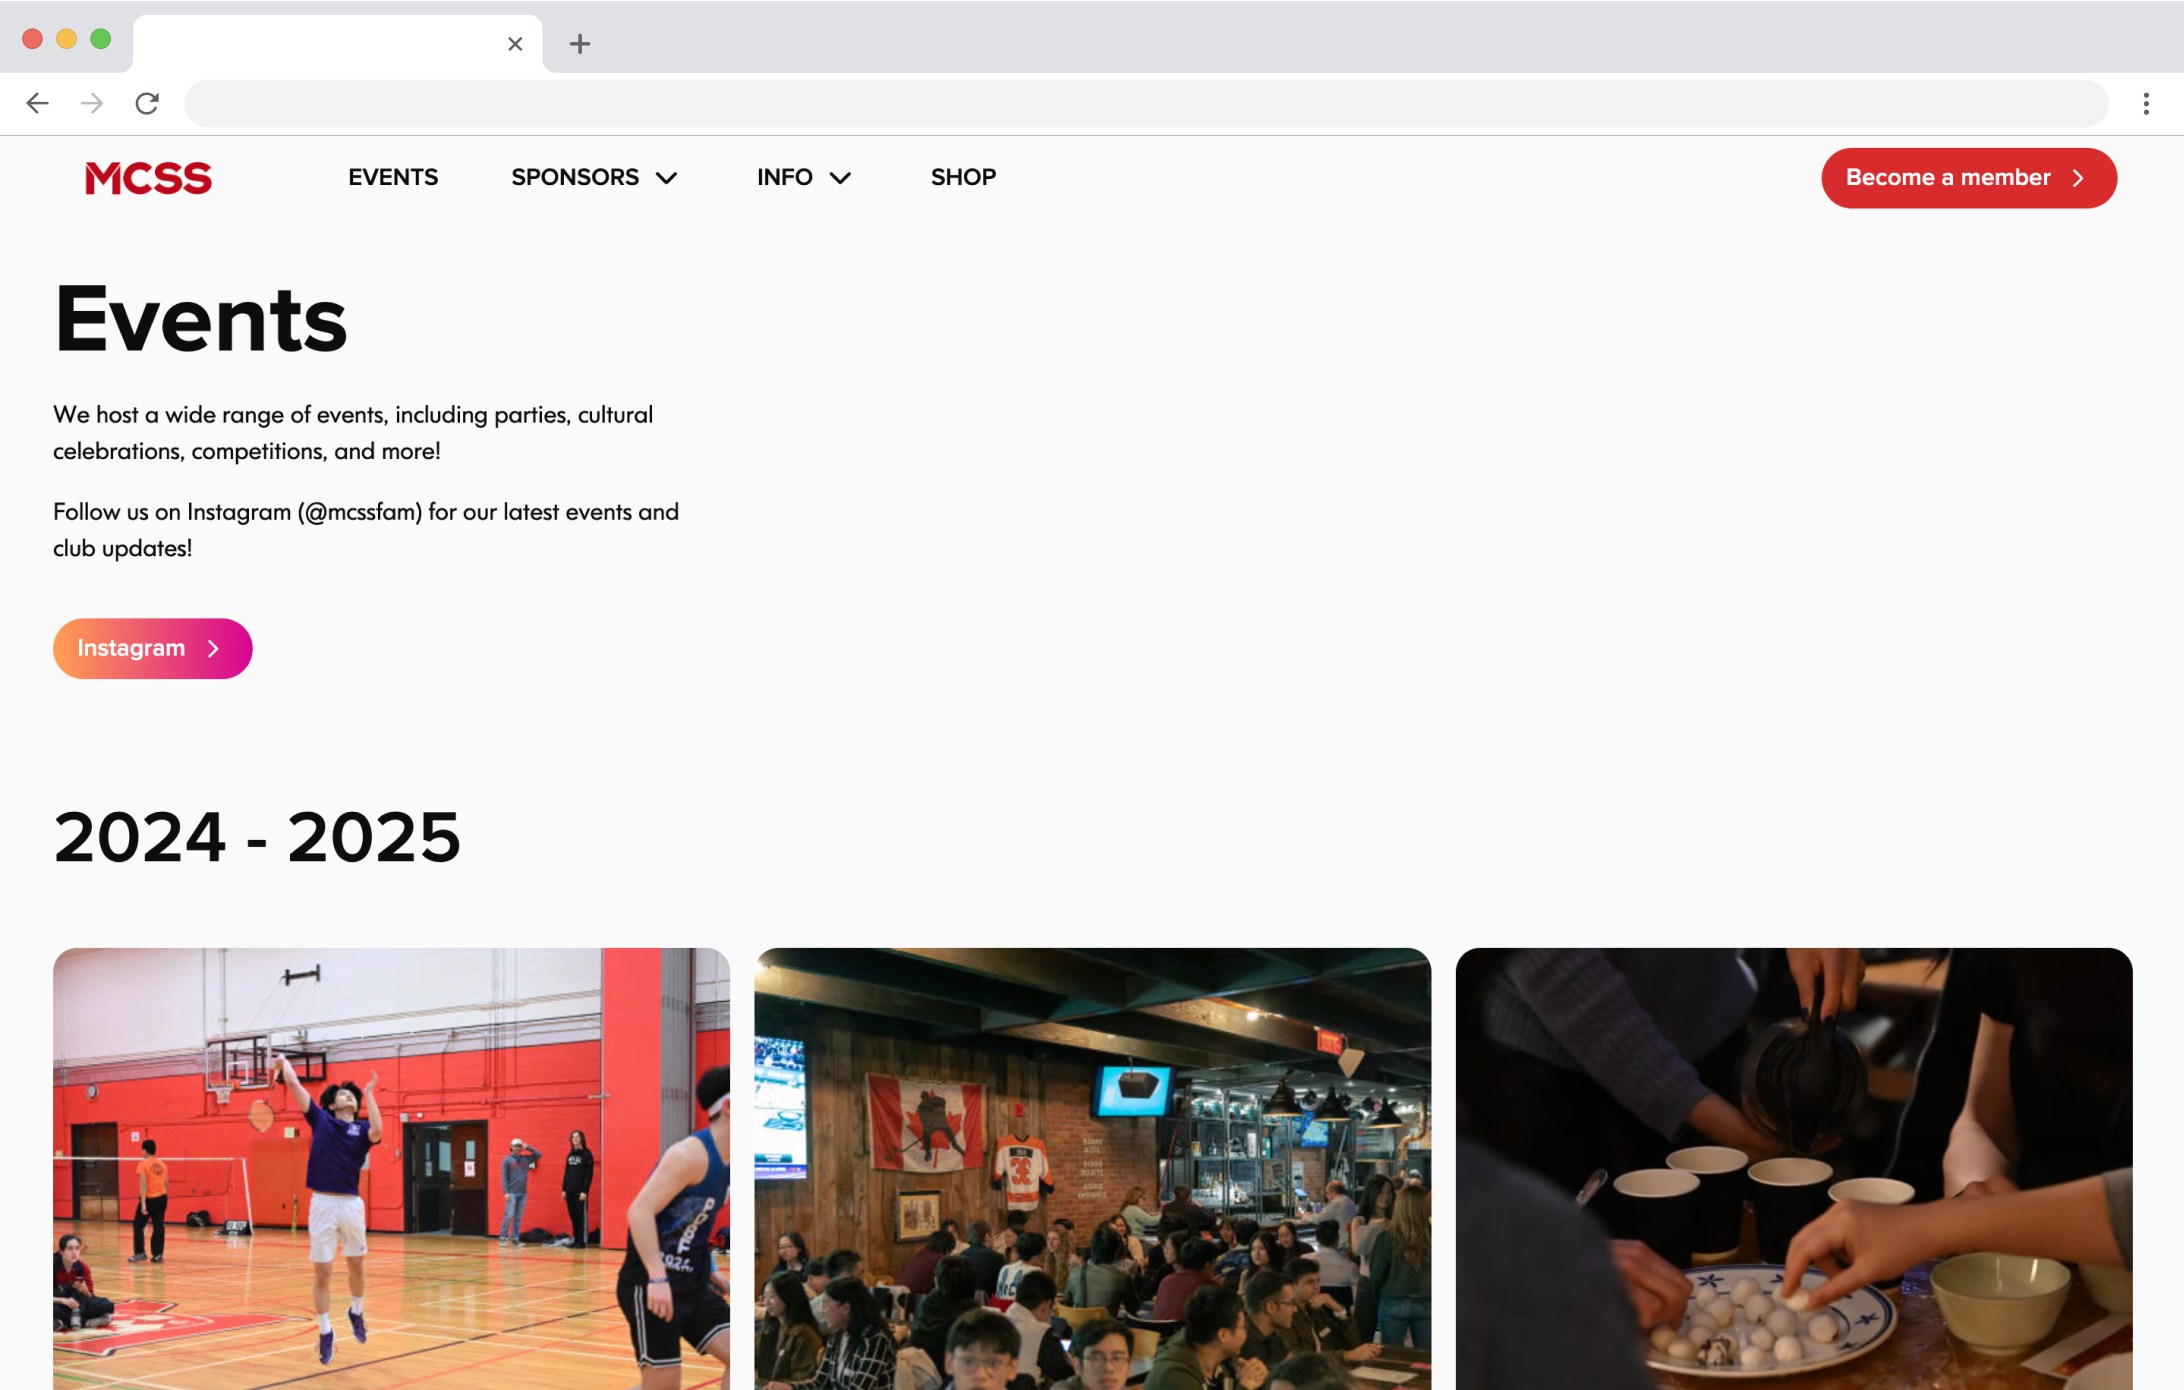 MCSS
EVENTS
SPONSORS
INFO
SHOP
Become a member
Events
We host a wide range of events, including parties, cultural
celebrations, competitions, and more!
Follow us on Instagram (@mcssfam) for our latest events and
club updates!
Instagram
2024 - 2025